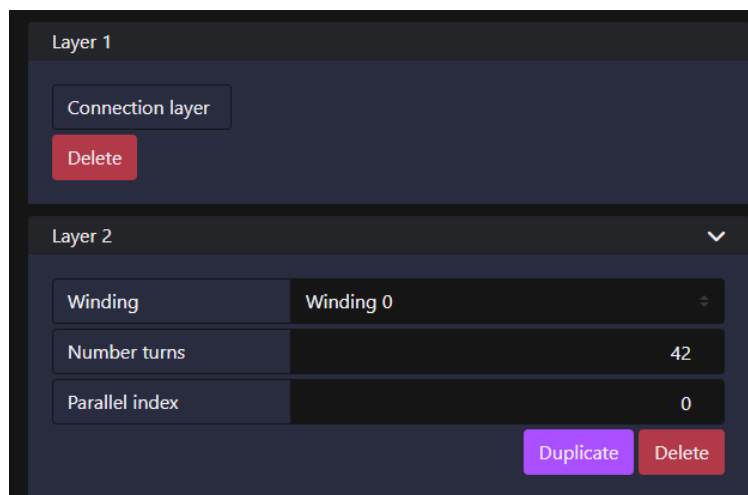 Layer 1
Connection layer
Delete
Layer 2
Winding Winding 0
Number turns 42
Parallel index 0
Duplicate Delete